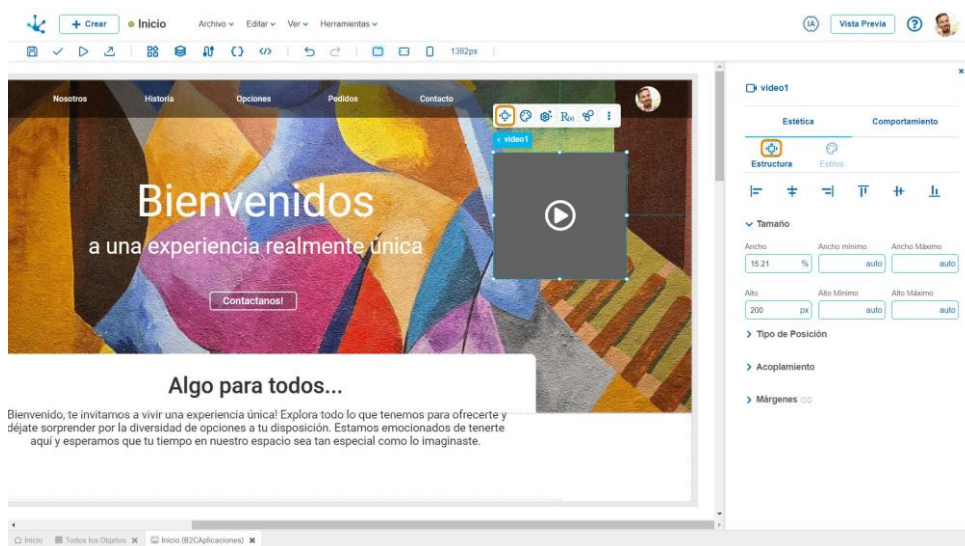 + Crear
Inicio
Archivo
Editar
Ver
Herramientas
IA
Vista Previa
?
1382px
Nosotros
Historia
Opciones
Pedidos
Contacto
video1
Bienvenidos
a una experiencia realmente única
Contactanos!
Algo para todos...
Bienvenido, te invitamos a vivir una experiencia única! Explora todo lo que tenemos para ofrecerte y
déjate sorprender por la diversidad de opciones a tu disposición. Estamos emocionados de tenerte
aquí y esperamos que tu tiempo en nuestro espacio sea tan especial como lo imaginaste.
video1
Estética
Comportamiento
Estructura
Estilos
Tamaño
Ancho
Ancho mínimo
Ancho Máximo
15.21 %
auto
auto
Alto
Alto Mínimo
Alto Máximo
200 px
auto
auto
Tipo de Posición
Acoplamiento
Márgenes
Inicio
Todos los Objetos
Inicio (B2CAplicaciones)